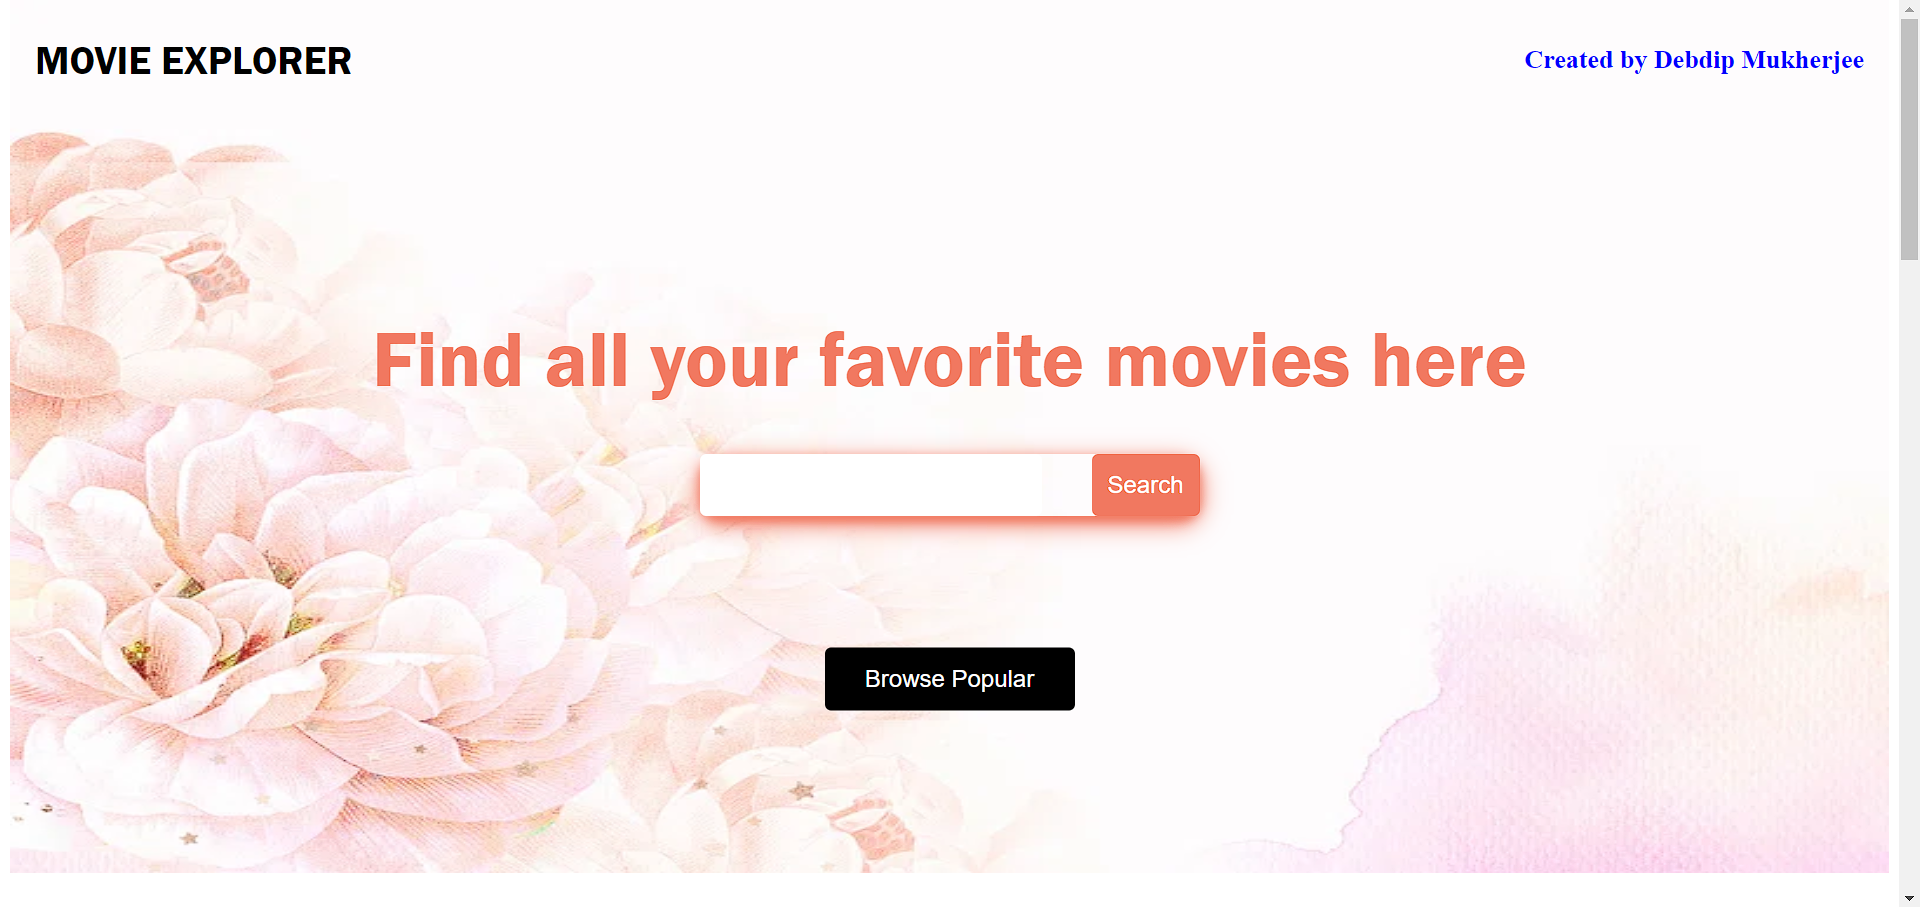 MOVIE EXPLORER
Created by Debdip Mukherjee
Find all your favorite movies here
Search
Browse Popular